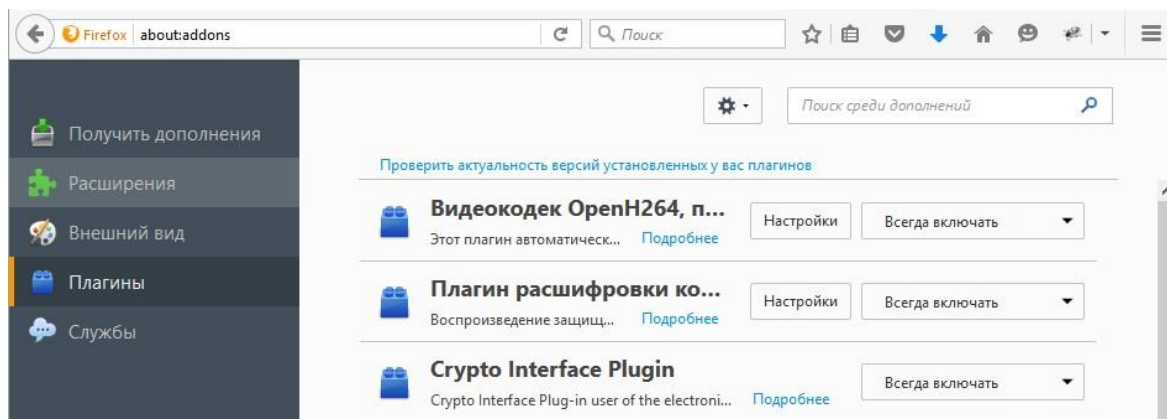 Firefox about:addons Поиск
Поиск среди дополнений
Получить дополнения
Расширения
Внешний вид
Плагины
Службы
Проверить актуальность версий установленных у вас плагинов
Видеокодек OpenH264, п...
Этот плагин автоматическ... Подробнее
Настройки
Всегда включать
Плагин расшифровки ко...
Воспроизведение защищ... Подробнее
Настройки
Всегда включать
Crypto Interface Plugin
Crypto Interface Plug-in user of the electroni... Подробнее
Всегда включать